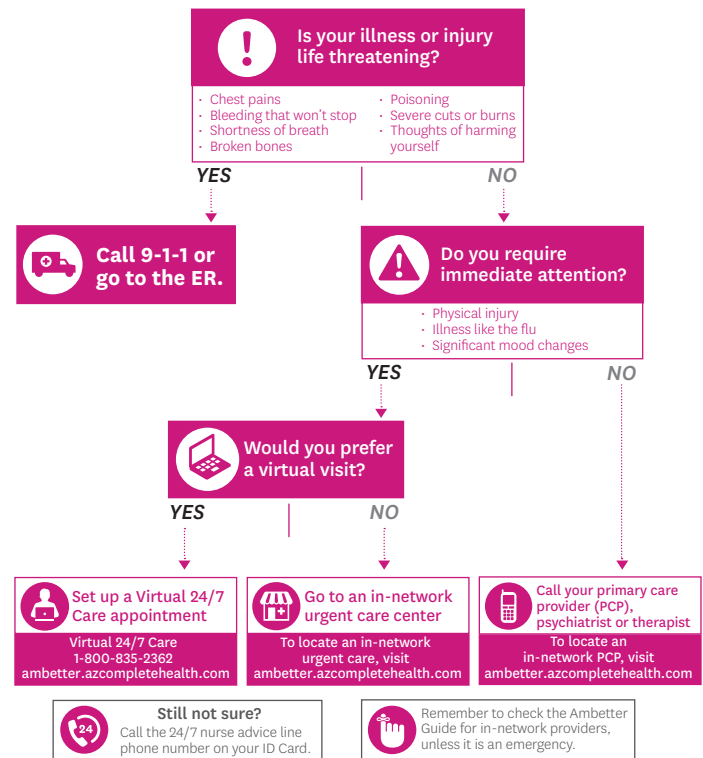 Is your illness or injury
life threatening?
· Chest pains
· Bleeding that won't stop
· Shortness of breath
· Broken bones
· Poisoning
· Severe cuts or burns
· Thoughts of harming
yourself
YES
NO
Call 9-1-1 or
go to the ER.
Do you require
immediate attention?
· Physical injury
· Illness like the flu
· Significant mood changes
YES
NO
Would you prefer
a virtual visit?
YES
NO
Set up a Virtual 24/7
Care appointment
Virtual 24/7 Care
1-800-835-2362
ambetter.azcompletehealth.com
Go to an in-network
urgent care center
To locate an in-network
urgent care, visit
ambetter.azcompletehealth.com
Call your primary care
provider (PCP),
psychiatrist or therapist
To locate an
in-network PCP, visit
ambetter.azcompletehealth.com
24
Still not sure?
Call the 24/7 nurse advice line
phone number on your ID Card.
Remember to check the Ambetter
Guide for in-network providers,
unless it is an emergency.